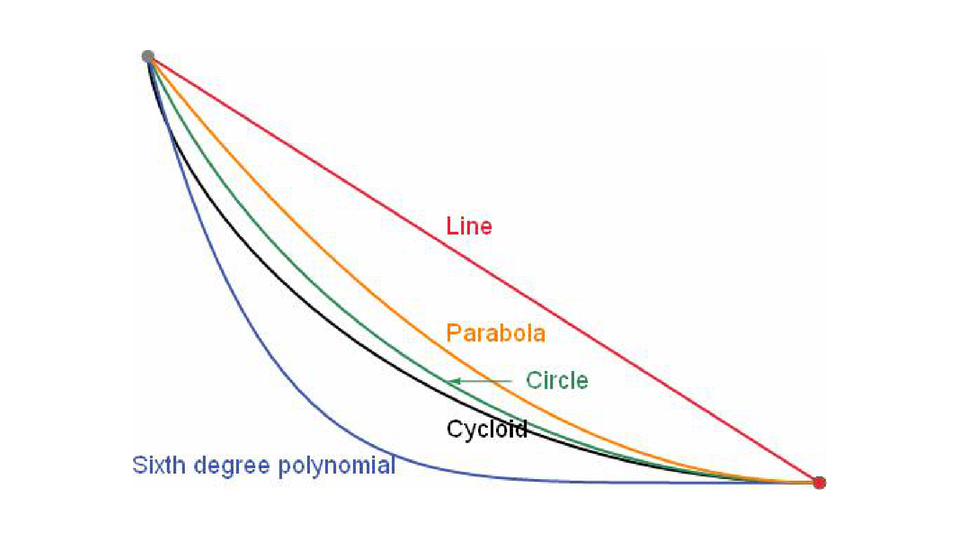 Line
Parabola
Circle
Cycloid
Sixth degree polynomial